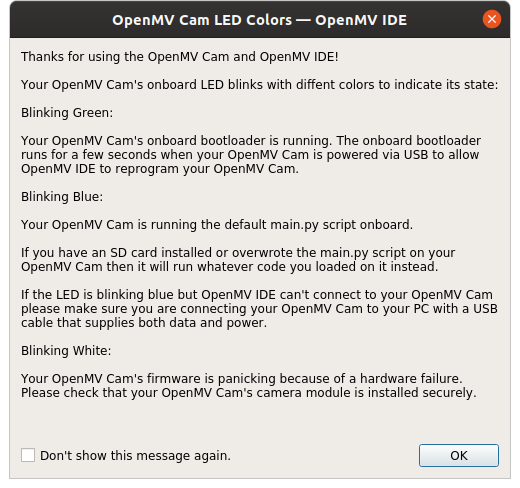 OpenMV Cam LED Colors — OpenMV IDE
Thanks for using the OpenMV Cam and OpenMV IDE!
Your OpenMV Cam's onboard LED blinks with diffent colors to indicate its state:
Blinking Green:
Your OpenMV Cam's onboard bootloader is running. The onboard bootloader
runs for a few seconds when your OpenMV Cam is powered via USB to allow
OpenMV IDE to reprogram your OpenMV Cam.
Blinking Blue:
Your OpenMV Cam is running the default main.py script onboard.
If you have an SD card installed or overwrote the main.py script on your
OpenMV Cam then it will run whatever code you loaded on it instead.
If the LED is blinking blue but OpenMV IDE can't connect to your OpenMV Cam
please make sure you are connecting your OpenMV Cam to your PC with a USB
cable that supplies both data and power.
Blinking White:
Your OpenMV Cam's firmware is panicking because of a hardware failure.
Please check that your OpenMV Cam's camera module is installed securely.
Don't show this message again.
OK